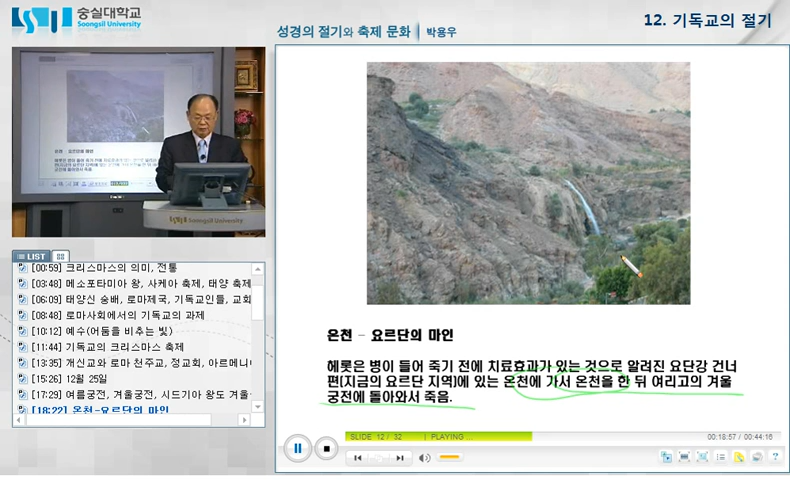 숭실대학교
Soongsil University
성경의 절기와 축제 문화 박용우
12. 기독교의 절기
Soongsil University
LIST
[00:59] 크리스마스의 의미, 전통
[03:48] 메소포타미아 왕, 사케아 축제, 태양 축제
[06:09] 태양신 숭배, 로마제국, 기독교인들, 교회
[08:48] 로마사회에서의 기독교의 과제
[10:12] 예수(어둠을 비추는 빛)
[11:44] 기독교의 크리스마스 축제
[13:35] 개신교와 로마 천주교, 정교회, 아르메니
[15:26] 12월 25일
[17:29] 여름궁전, 겨울궁전, 시드기야 왕도 겨울
[18:22] 온천-요르단의 마인
온천 - 요르단의 마인
헤롯은 병이 들어 죽기 전에 치료효과가 있는 것으로 알려진 요단강 건너
편(지금의 요르단 지역)에 있는 온천에 가서 온천을 한 뒤 여리고의 겨울
궁전에 돌아와서 죽음.
SLIDE 12 / 32 | PLAYING ...
00:18:57 / 00:44:16